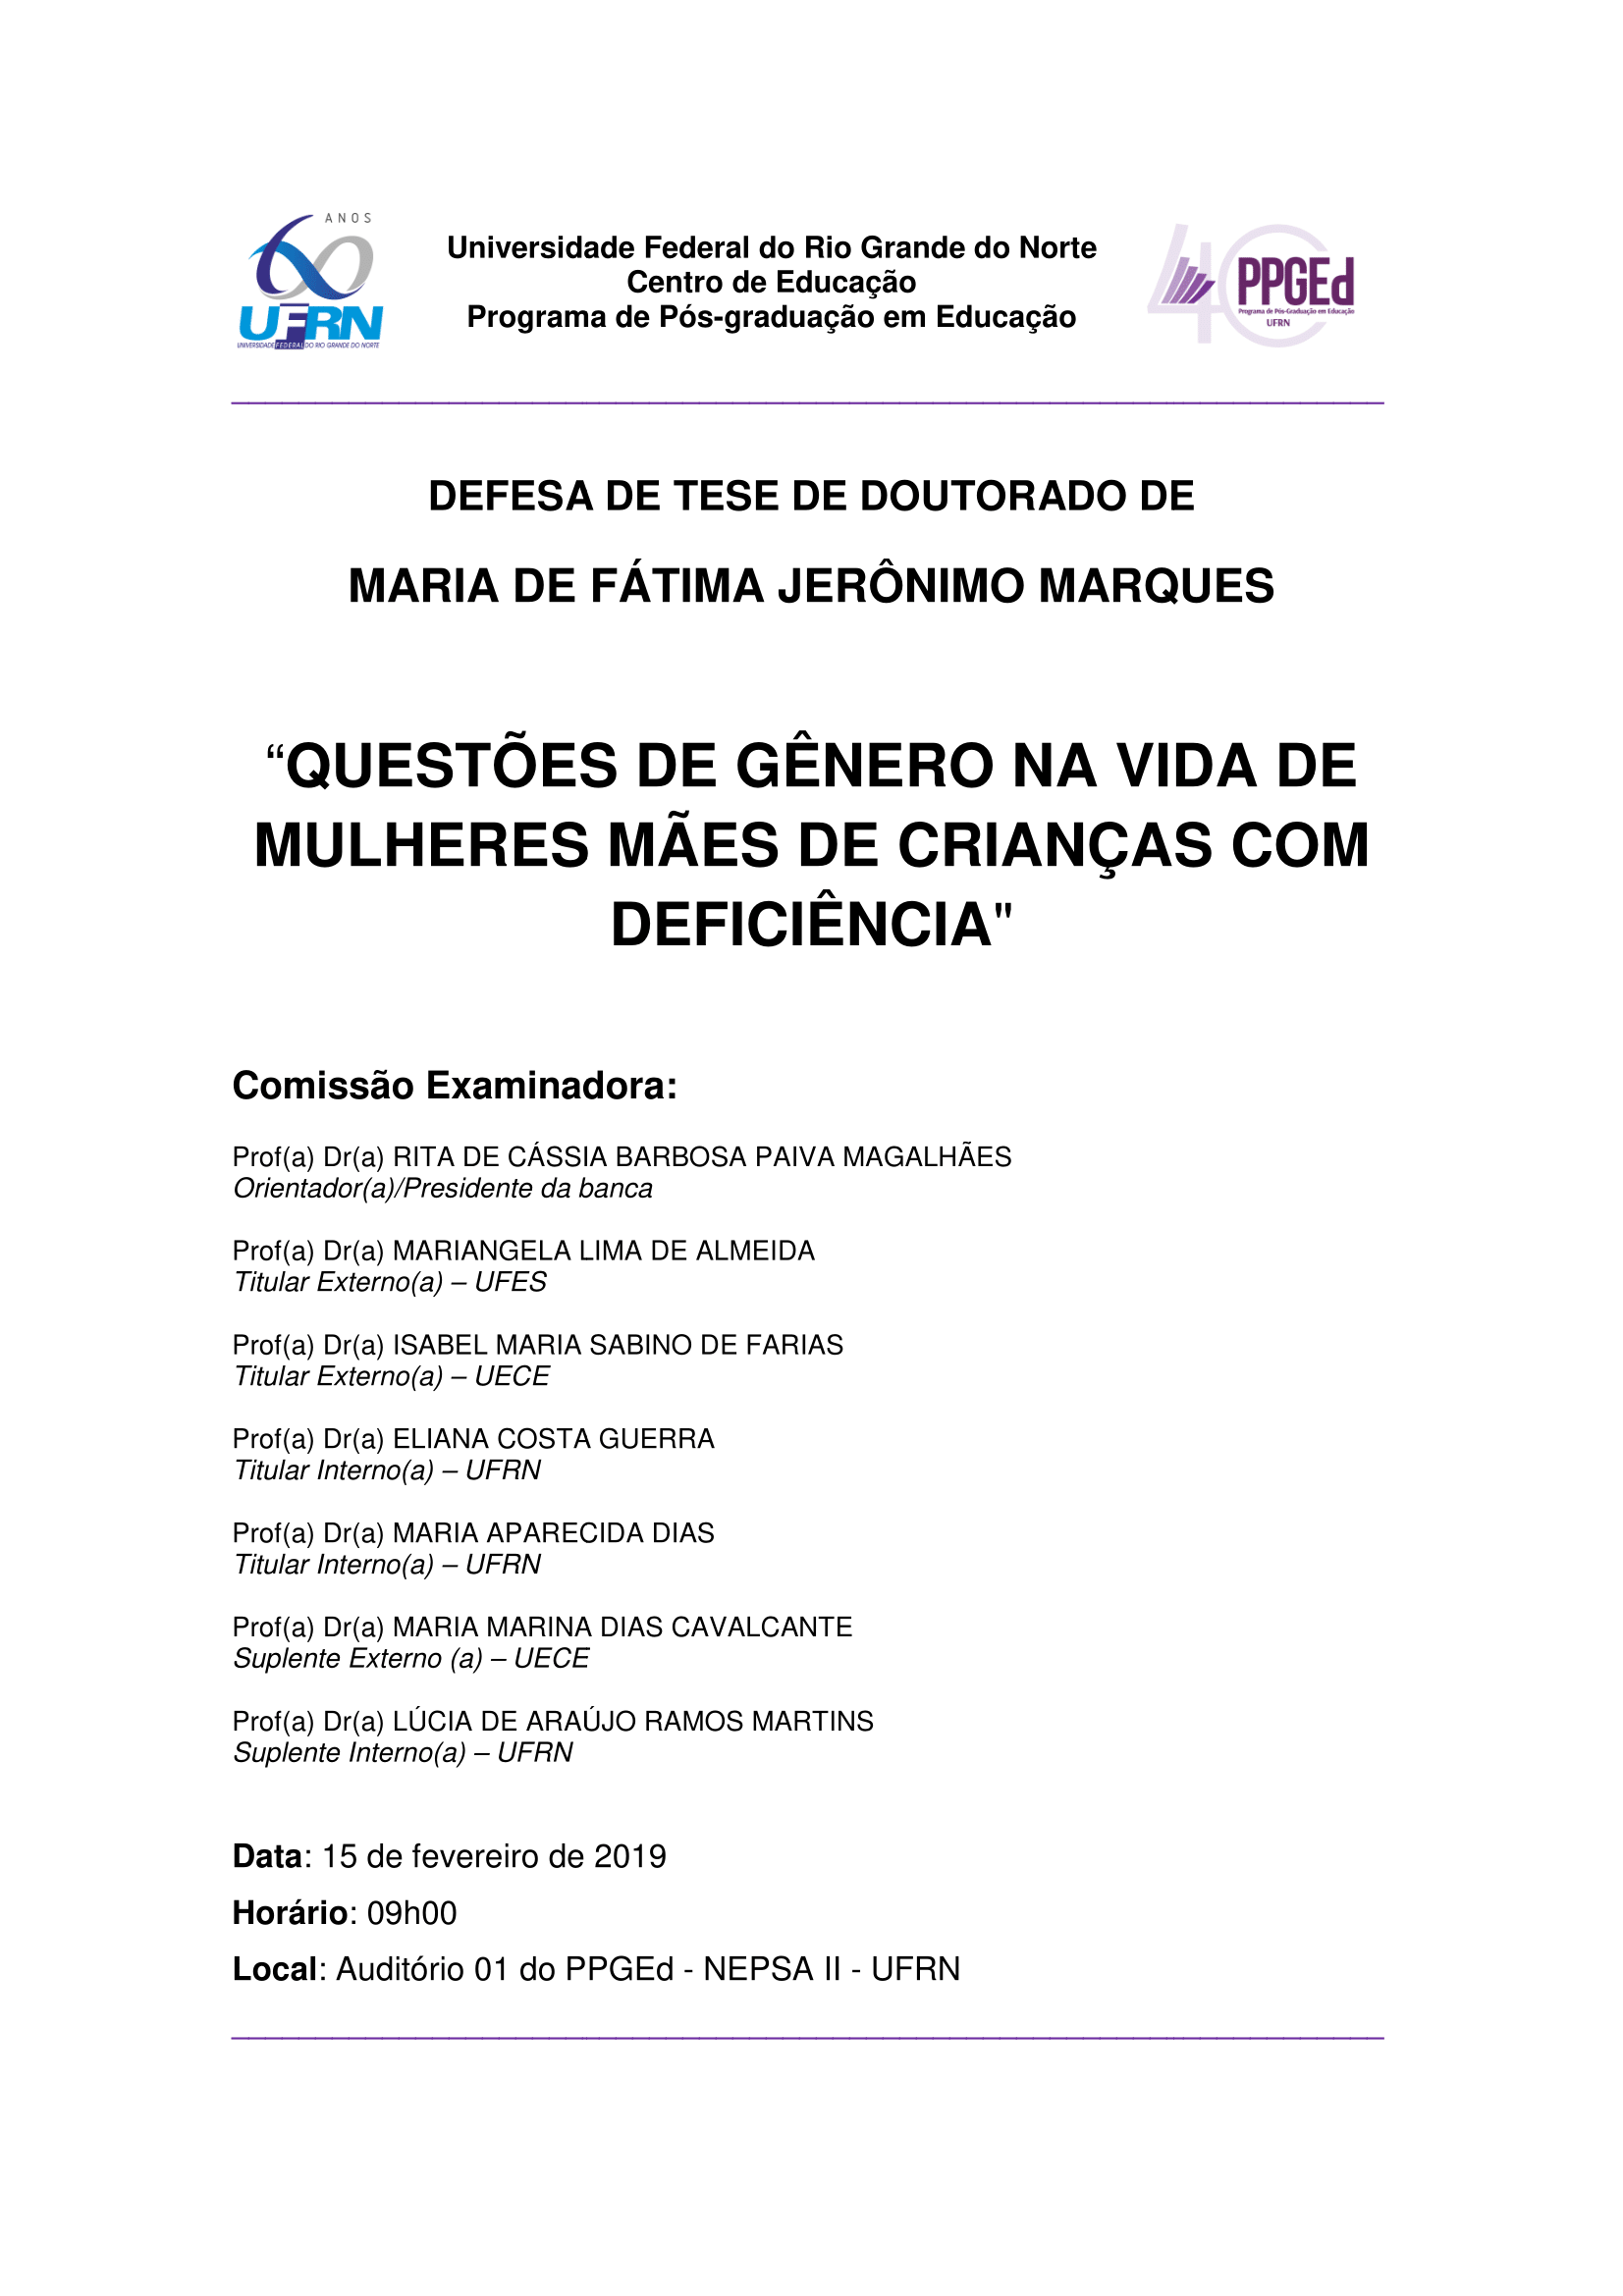 ANOS
UFRN
UNIVERSIDADE FEDERAL DO RIO GRANDE DO NORTE
Universidade Federal do Rio Grande do Norte
Centro de Educação
Programa de Pós-graduação em Educação
40
PPGEd
Programa de Pós-Graduação em Educação
UFRN
DEFESA DE TESE DE DOUTORADO DE
MARIA DE FÁTIMA JERÔNIMO MARQUES
“QUESTÕES DE GÊNERO NA VIDA DE
MULHERES MÃES DE CRIANÇAS COM
DEFICIÊNCIA"
Comissão Examinadora:
Prof(a) Dr(a) RITA DE CÁSSIA BARBOSA PAIVA MAGALHÃES
Orientador(a)/Presidente da banca
Prof(a) Dr(a) MARIANGELA LIMA DE ALMEIDA
Titular Externo(a) – UFES
Prof(a) Dr(a) ISABEL MARIA SABINO DE FARIAS
Titular Externo(a) – UECE
Prof(a) Dr(a) ELIANA COSTA GUERRA
Titular Interno(a) – UFRN
Prof(a) Dr(a) MARIA APARECIDA DIAS
Titular Interno(a) – UFRN
Prof(a) Dr(a) MARIA MARINA DIAS CAVALCANTE
Suplente Externo (a) – UECE
Prof(a) Dr(a) LÚCIA DE ARAÚJO RAMOS MARTINS
Suplente Interno(a) – UFRN
Data: 15 de fevereiro de 2019
Horário: 09h00
Local: Auditório 01 do PPGEd - NEPSA II - UFRN